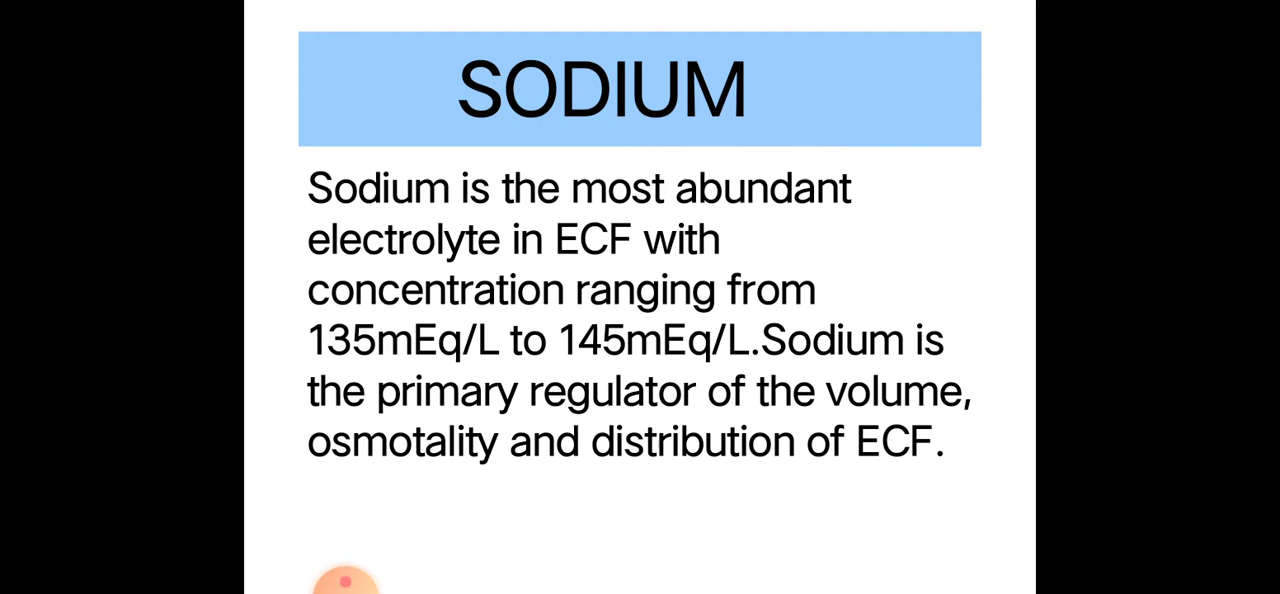 SODIUM
Sodium is the most abundant
electrolyte in ECF with
concentration ranging from
135mEq/L to 145mEq/L.Sodium is
the primary regulator of the volume,
osmotality and distribution of ECF.